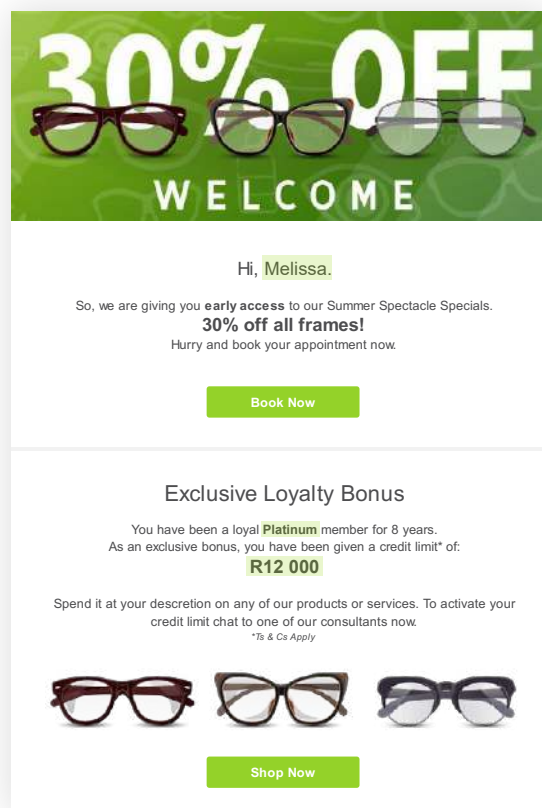 30% OFF
WELCOME
Hi, Melissa.
So, we are giving you early access to our Summer Spectacle Specials.
30% off all frames!
Hurry and book your appointment now.
Book Now
Exclusive Loyalty Bonus
You have been a loyal Platinum member for 8 years.
As an exclusive bonus, you have been given a credit limit* of:
R12 000
Spend it at your descretion on any of our products or services. To activate your
credit limit chat to one of our consultants now.
*Ts & Cs Apply
Shop Now